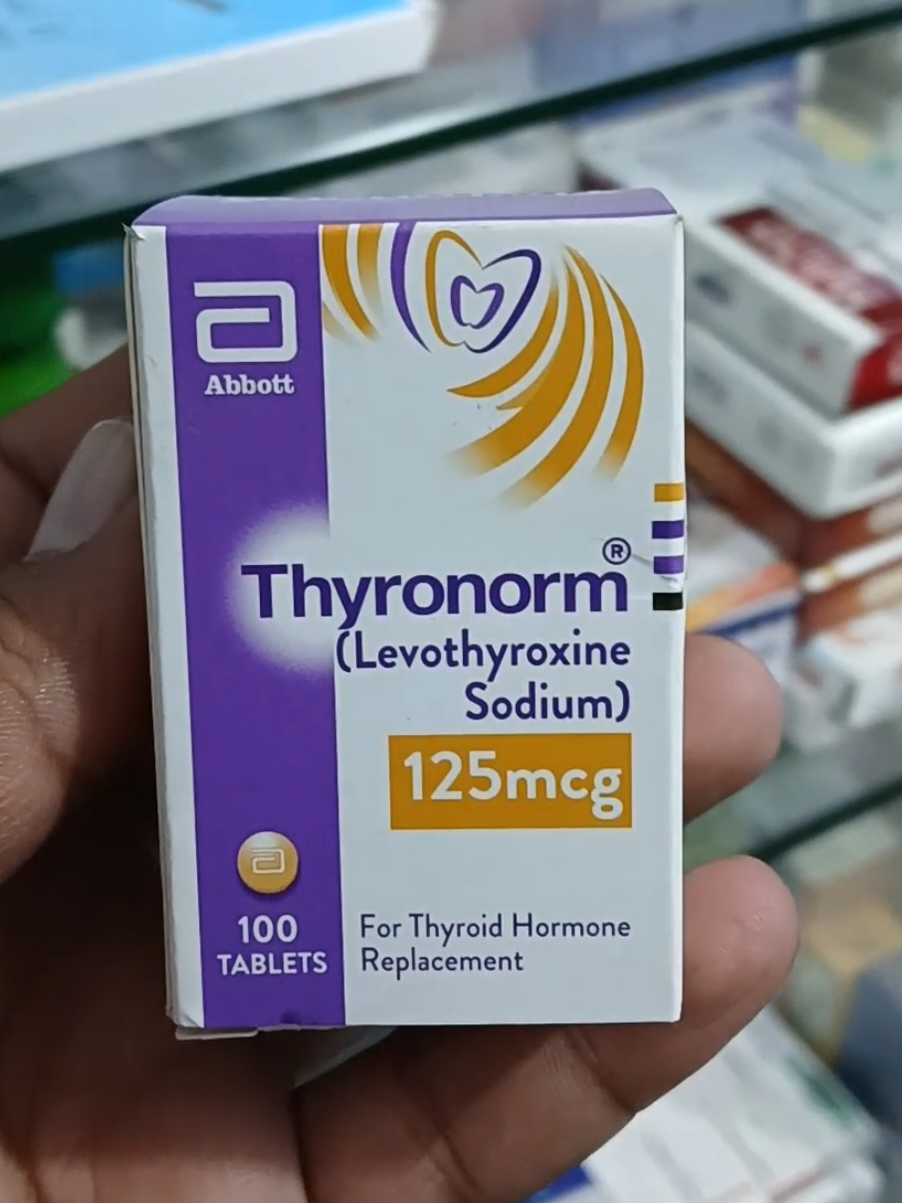 Abbott
Thyronorm®
(Levothyroxine
Sodium)
125mcg
100
TABLETS
For Thyroid Hormone
Replacement